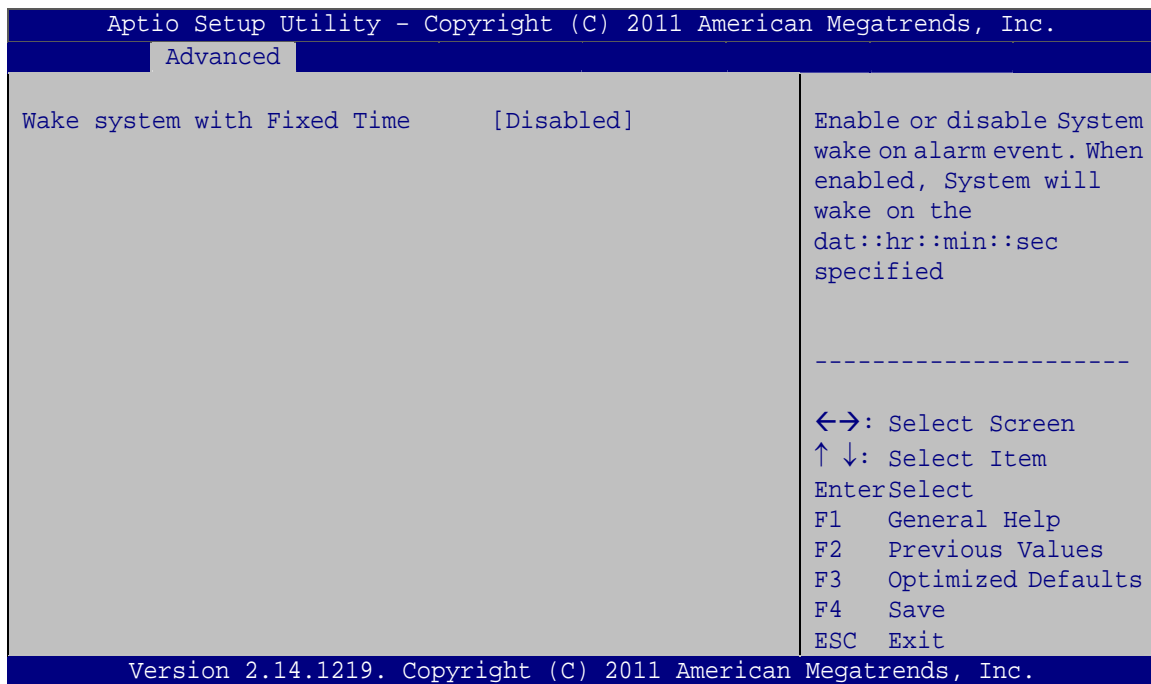 Aptio Setup Utility – Copyright (C) 2011 American Megatrends, Inc.
Advanced
Wake system with Fixed Time [Disabled]
Enable or disable System
wake on alarm event. When
enabled, System will
wake on the
dat::hr::min::sec
specified
----------------------
←→: Select Screen
↑ ↓: Select Item
EnterSelect
F1 General Help
F2 Previous Values
F3 Optimized Defaults
F4 Save
ESC Exit
Version 2.14.1219. Copyright (C) 2011 American Megatrends, Inc.